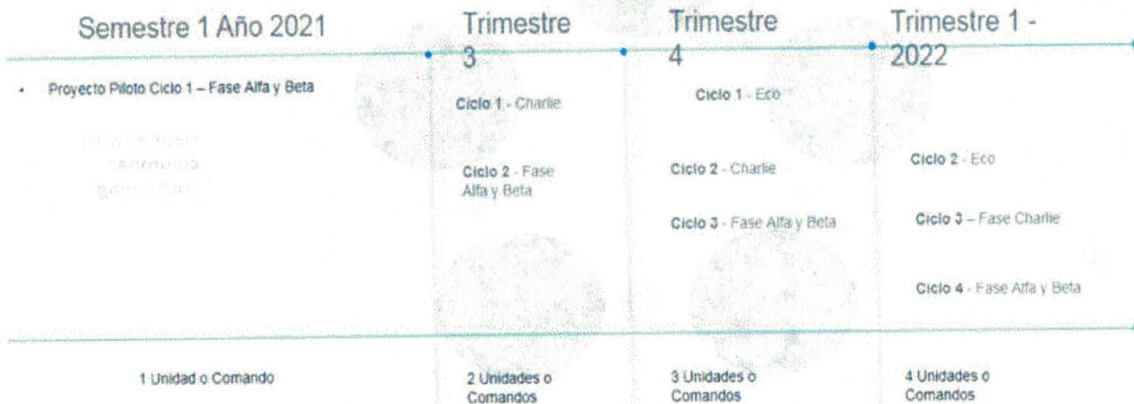 Semestre 1 Año 2021
Trimestre
3
Trimestre
4
Trimestre 1 -
2022
• Proyecto Piloto Ciclo 1 – Fase Alfa y Beta
Ciclo 1 - Charlie
Ciclo 2 - Fase
Alfa y Beta
Ciclo 1 - Eco
Ciclo 2 - Charlie
Ciclo 3 - Fase Alfa y Beta
Ciclo 2 - Eco
Ciclo 3 – Fase Charlie
Ciclo 4 - Fase Alfa y Beta
1 Unidad o Comando
2 Unidades o
Comandos
3 Unidades o
Comandos
4 Unidades o
Comandos